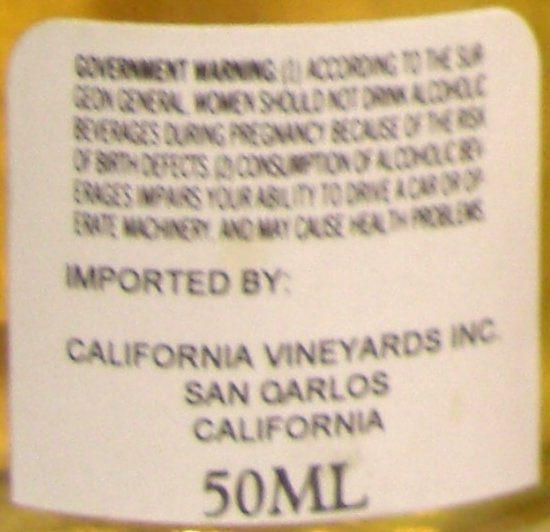 GOVERNMENT WARNING: (1) ACCORDING TO THE SUR
GEON GENERAL, WOMEN SHOULD NOT DRINK ALCOHOLIC
BEVERAGES DURING PREGNANCY BECAUSE OF THE RISK
OF BIRTH DEFECTS. (2) CONSUMPTION OF ALCOHOLIC BEV
ERAGES IMPAIRS YOUR ABILITY TO DRIVE A CAR OR OP
ERATE MACHINERY, AND MAY CAUSE HEALTH PROBLEMS
IMPORTED BY:
CALIFORNIA VINEYARDS INC.
SAN QARLOS
CALIFORNIA
50ML